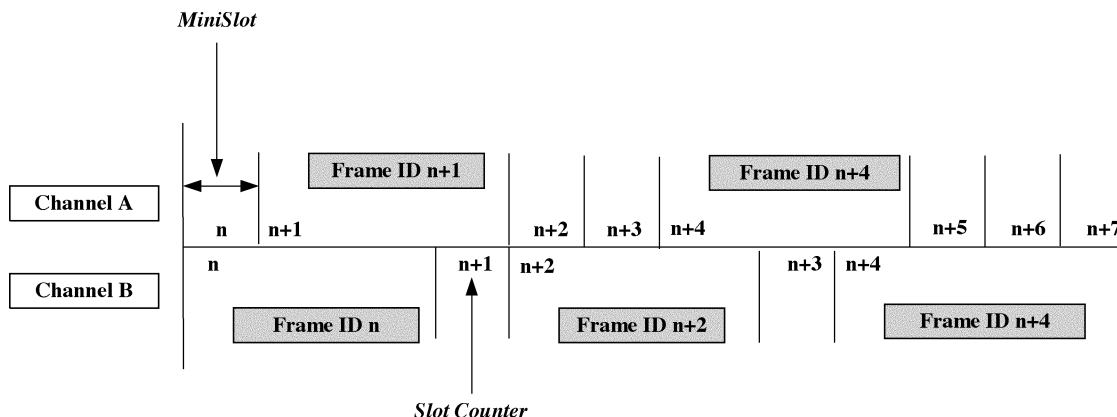 MiniSlot
Frame ID n+1
Frame ID n+4
Channel A
n
n+1
n+2
n+3
n+4
n+5
n+6
n+7
Channel B
n
n+1
n+2
n+3
n+4
Frame ID n
Frame ID n+2
Frame ID n+4
Slot Counter